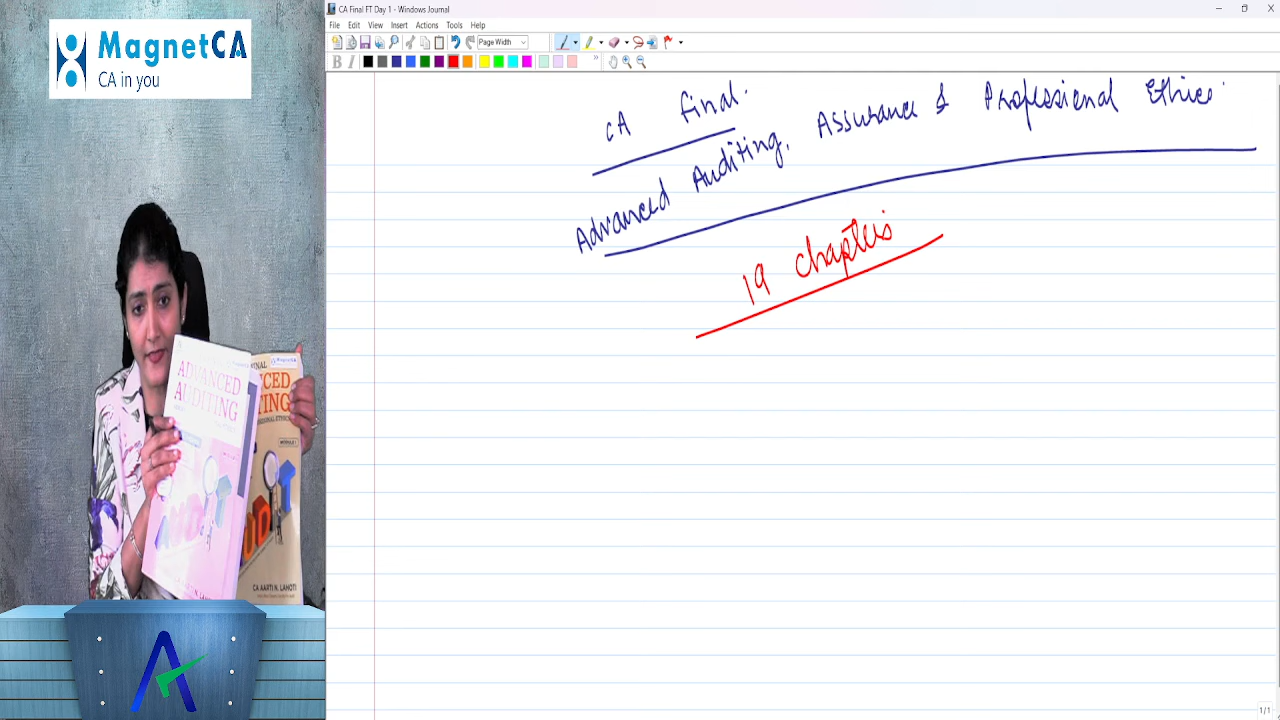 MagnetCA
CA in you
CA Final FT Day 1 - Windows Journal
File Edit View Insert Actions Tools Help
Page Width
B I
CA Final.
Advanced Auditing, Assurance & Professional Ethics.
19 chapters
ADVANCED
AUDITING
AUDIT
CA AARTI N. LAHOTI
1/1